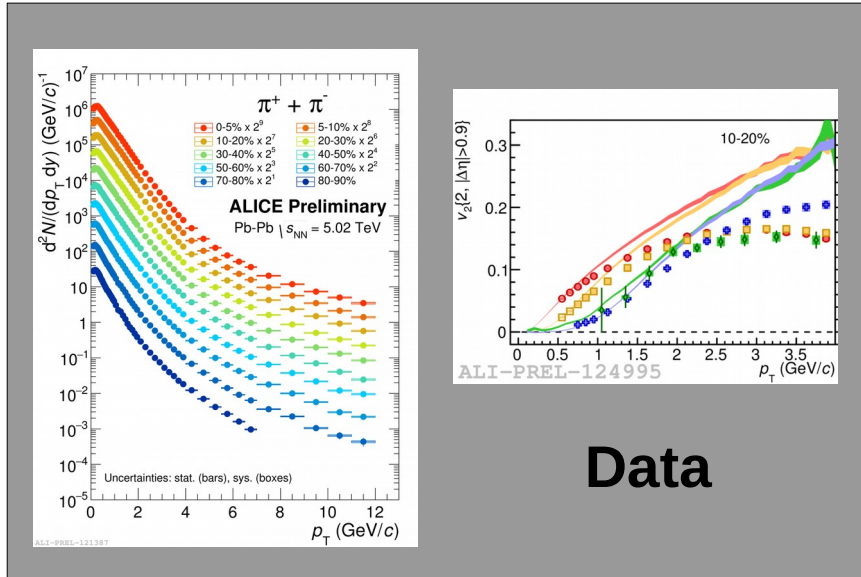 10⁷
10⁶
10⁵
10⁴
10³
10²
10
1
10⁻¹
10⁻²
10⁻³
10⁻⁴
10⁻⁵
d²N/(dp_T dy) (GeV/c)⁻¹
π⁺ + π⁻
0-5% x 2⁹ 5-10% x 2⁸
10-20% x 2⁷ 20-30% x 2⁶
30-40% x 2⁵ 40-50% x 2⁴
50-60% x 2³ 60-70% x 2²
70-80% x 2¹ 80-90%
ALICE Preliminary
Pb-Pb √s_NN = 5.02 TeV
Uncertainties: stat. (bars), sys. (boxes)
0 2 4 6 8 10 12
p_T (GeV/c)
ALI-PREL-121387
v₂{2, |Δη|>0.9}
0.3
0.2
0.1
0
10-20%
0 0.5 1 1.5 2 2.5 3 3.5
p_T (GeV/c)
ALI-PREL-124995
Data